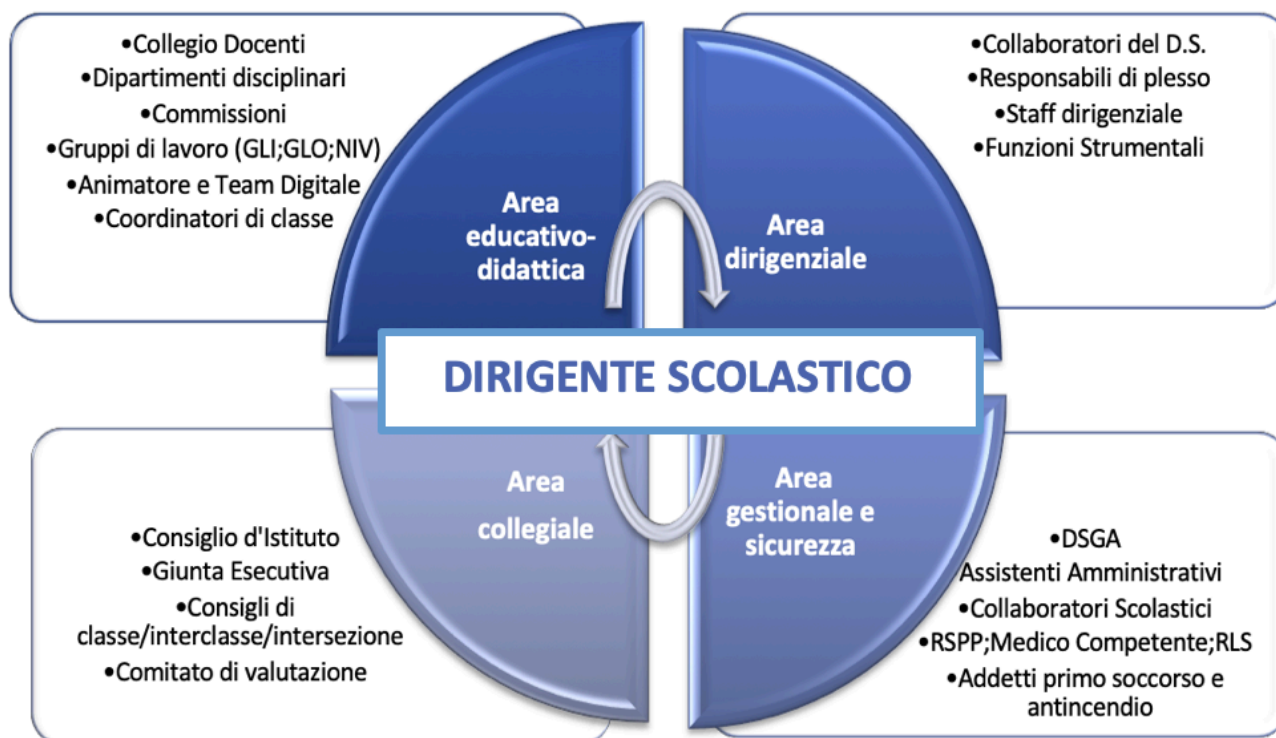 •Collegio Docenti
•Dipartimenti disciplinari
•Commissioni
•Gruppi di lavoro (GLI;GLO;NIV)
•Animatore e Team Digitale
•Coordinatori di classe
•Collaboratori del D.S.
•Responsabili di plesso
•Staff dirigenziale
•Funzioni Strumentali
Area
educativo-
didattica
Area
dirigenziale
DIRIGENTE SCOLASTICO
Area
collegiale
Area
gestionale e
sicurezza
•Consiglio d'Istituto
•Giunta Esecutiva
•Consigli di
classe/interclasse/intersezione
•Comitato di valutazione
•DSGA
Assistenti Amministrativi
•Collaboratori Scolastici
•RSPP;Medico Competente;RLS
•Addetti primo soccorso e
antincendio